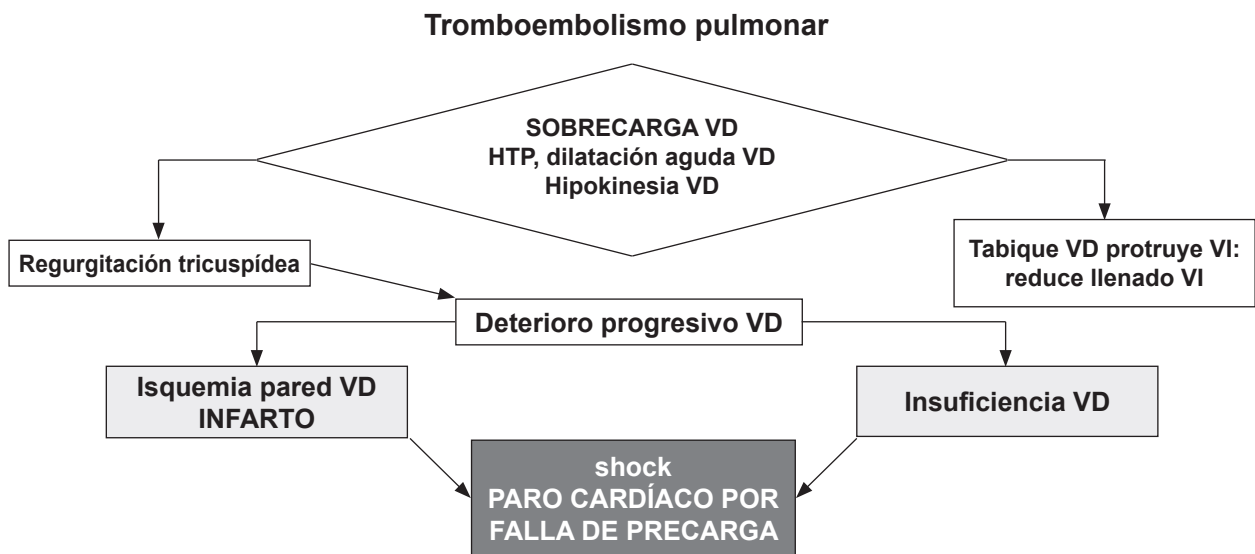 Tromboembolismo pulmonar
SOBRECARGA VD
HTP, dilatación aguda VD
Hipokinesia VD
Regurgitación tricuspídea
Tabique VD protruye VI:
reduce llenado VI
Deterioro progresivo VD
Isquemia pared VD
INFARTO
Insuficiencia VD
shock
PARO CARDÍACO POR
FALLA DE PRECARGA